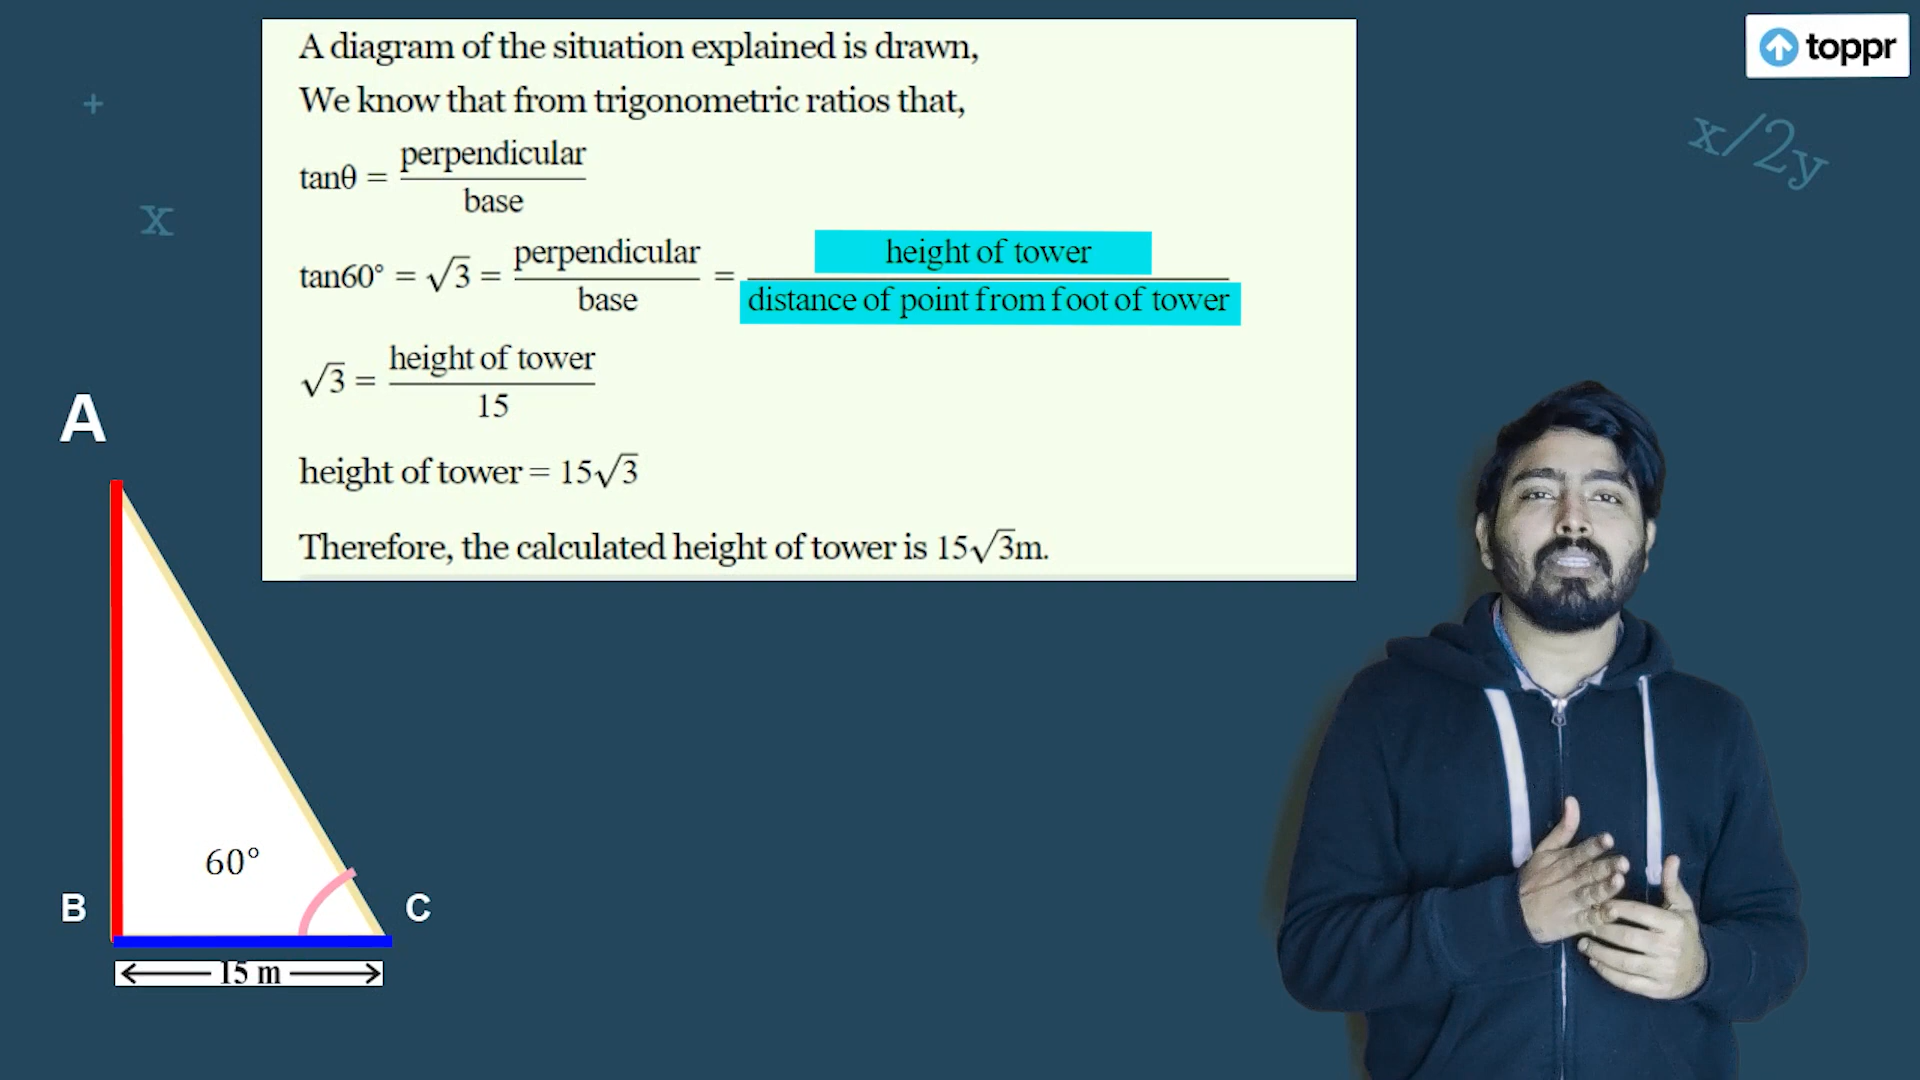 A diagram of the situation explained is drawn,
We know that from trigonometric ratios that,
tanθ = perpendicular / base
tan60° = √3 = perpendicular / base = height of tower / distance of point from foot of tower
√3 = height of tower / 15
height of tower = 15√3
Therefore, the calculated height of tower is 15√3m.
toppr
+
x
x/2y
A
60°
B
C
15 m